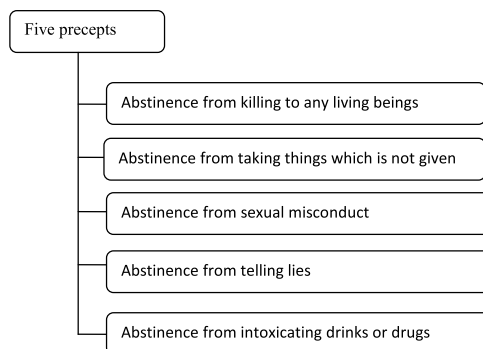 Five precepts
Abstinence from killing to any living beings
Abstinence from taking things which is not given
Abstinence from sexual misconduct
Abstinence from telling lies
Abstinence from intoxicating drinks or drugs